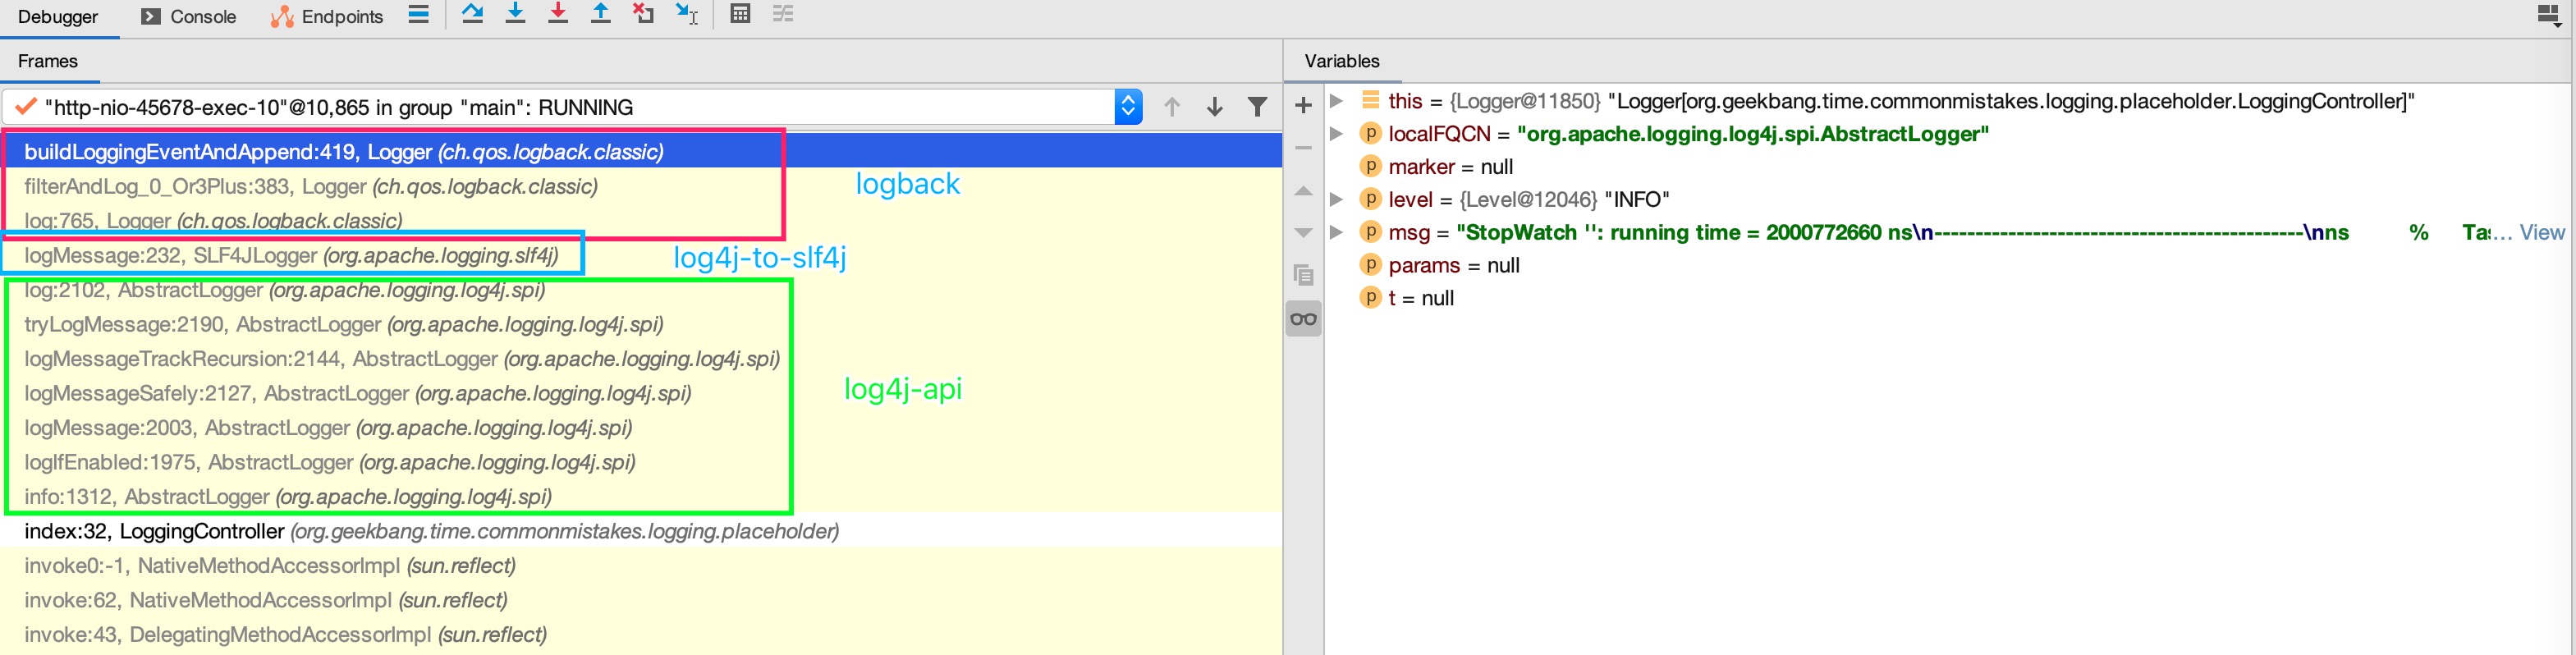 Debugger Console Endpoints
Frames
"http-nio-45678-exec-10"@10,865 in group "main": RUNNING
buildLoggingEventAndAppend:419, Logger (ch.qos.logback.classic)
filterAndLog_0_Or3Plus:383, Logger (ch.qos.logback.classic)
logback
log:765, Logger (ch.qos.logback.classic)
logMessage:232, SLF4JLogger (org.apache.logging.slf4j)
log4j-to-slf4j
log:2102, AbstractLogger (org.apache.logging.log4j.spi)
tryLogMessage:2190, AbstractLogger (org.apache.logging.log4j.spi)
logMessageTrackRecursion:2144, AbstractLogger (org.apache.logging.log4j.spi)
logMessageSafely:2127, AbstractLogger (org.apache.logging.log4j.spi)
log4j-api
logMessage:2003, AbstractLogger (org.apache.logging.log4j.spi)
logIfEnabled:1975, AbstractLogger (org.apache.logging.log4j.spi)
info:1312, AbstractLogger (org.apache.logging.log4j.spi)
index:32, LoggingController (org.geekbang.time.commonmistakes.logging.placeholder)
invoke0:-1, NativeMethodAccessorImpl (sun.reflect)
invoke:62, NativeMethodAccessorImpl (sun.reflect)
invoke:43, DelegatingMethodAccessorImpl (sun.reflect)
Variables
this = {Logger@11850} "Logger[org.geekbang.time.commonmistakes.logging.placeholder.LoggingController]"
p localFQCN = "org.apache.logging.log4j.spi.AbstractLogger"
p marker = null
p level = {Level@12046} "INFO"
p msg = "StopWatch '': running time = 2000772660 ns\n---------------------------------------------\nns % Tas... View
p params = null
p t = null